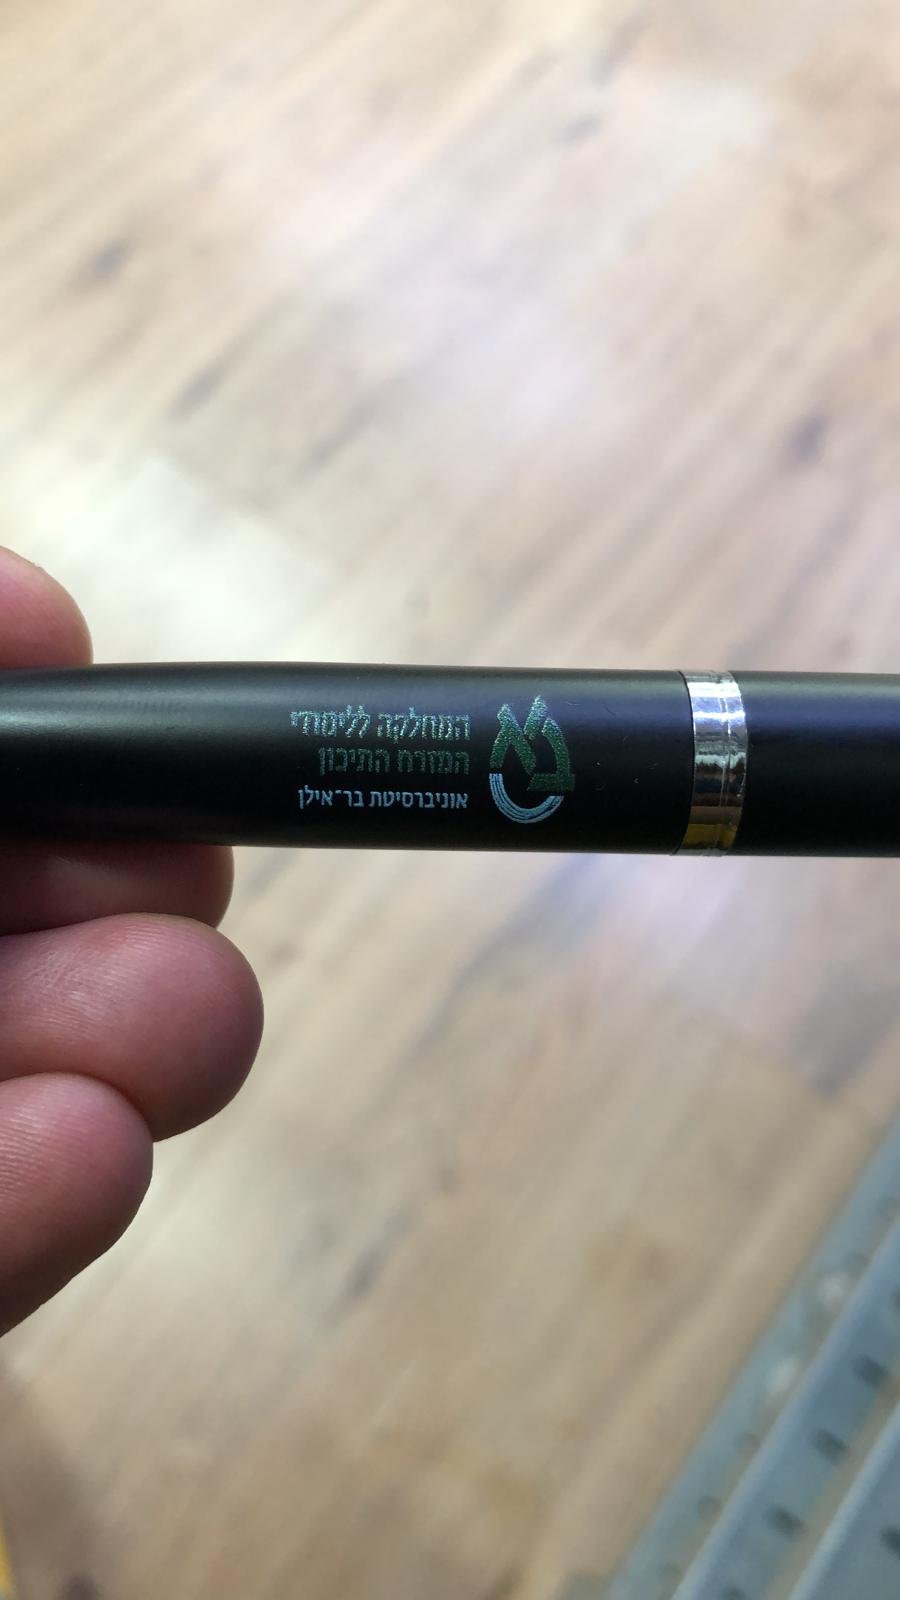 המחלקה ללימודי
המזרח התיכון
אוניברסיטת בר־אילן